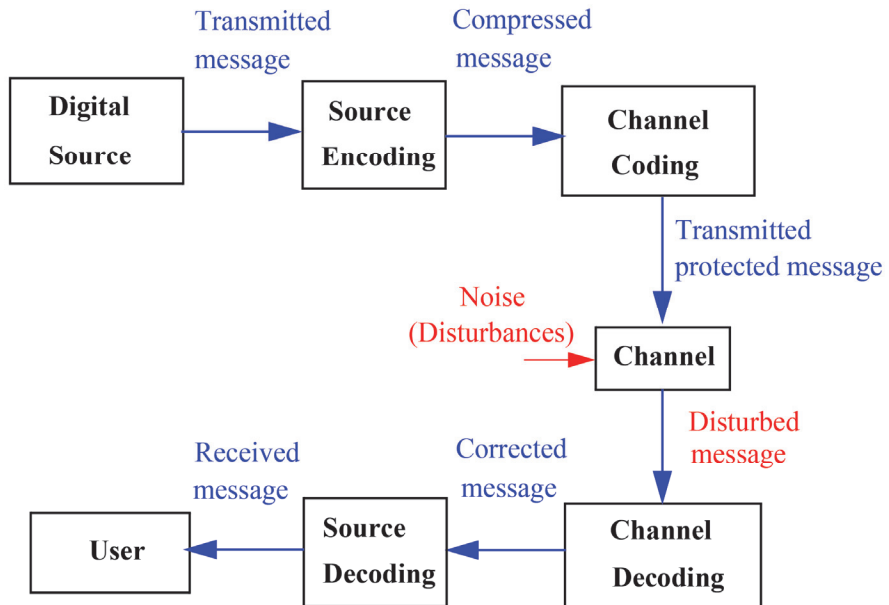 Transmitted
message
Compressed
message
Digital
Source
Source
Encoding
Channel
Coding
Transmitted
protected message
Noise
(Disturbances)
Channel
Disturbed
message
Received
message
Corrected
message
User
Source
Decoding
Channel
Decoding